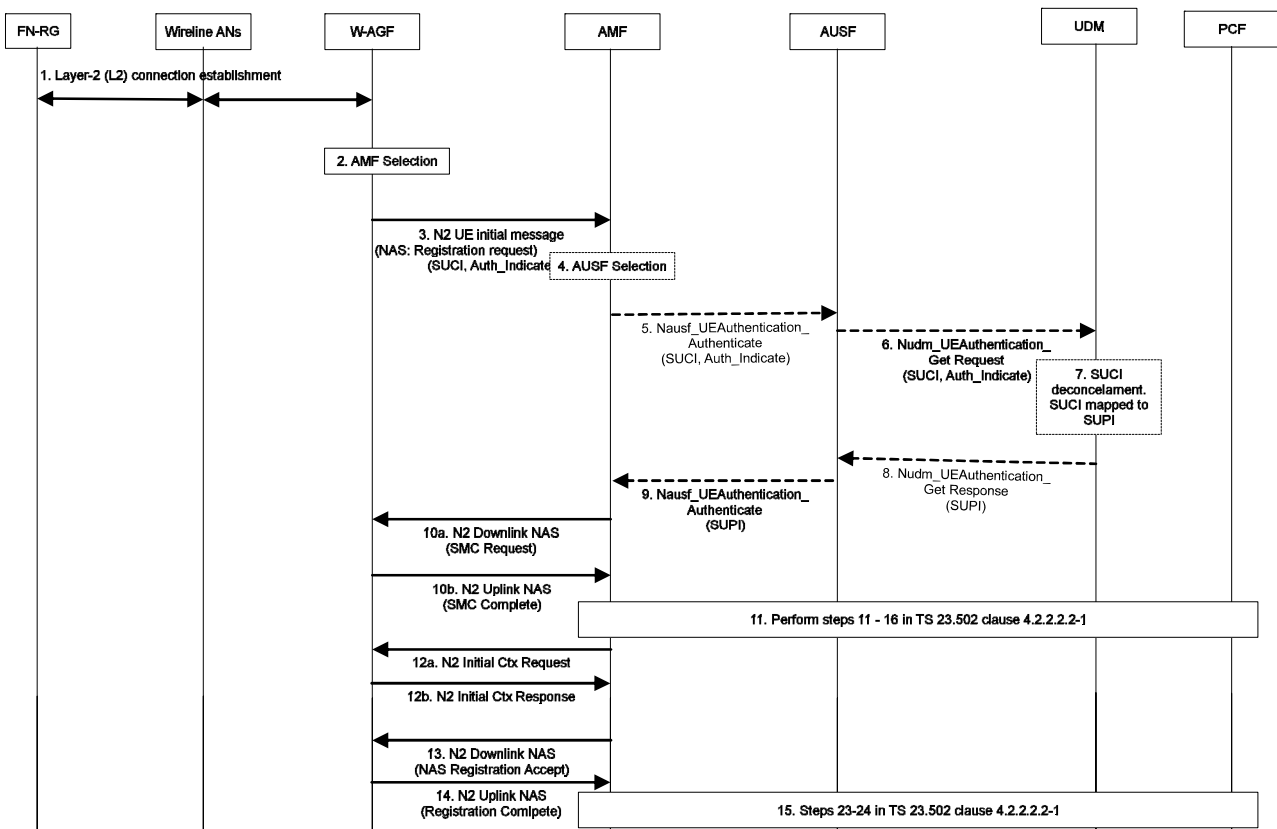 FN-RG
Wireline ANs
W-AGF
AMF
AUSF
UDM
PCF
1. Layer-2 (L2) connection establishment
2. AMF Selection
3. N2 UE initial message
(NAS: Registration request)
(SUCI, Auth_Indicate
4. AUSF Selection
5. Nausf_UEAuthentication_
Authenticate
(SUCI, Auth_Indicate)
6. Nudm_UEAuthentication_
Get Request
(SUCI, Auth_Indicate)
7. SUCI
deconcelament.
SUCI mapped to
SUPI
8. Nudm_UEAuthentication_
Get Response
(SUPI)
9. Nausf_UEAuthentication_
Authenticate
(SUPI)
10a. N2 Downlink NAS
(SMC Request)
10b. N2 Uplink NAS
(SMC Complete)
11. Perform steps 11 - 16 in TS 23.502 clause 4.2.2.2.2-1
12a. N2 Initial Ctx Request
12b. N2 Initial Ctx Response
13. N2 Downlink NAS
(NAS Registration Accept)
14. N2 Uplink NAS
(Registration Comlpete)
15. Steps 23-24 in TS 23.502 clause 4.2.2.2.2-1